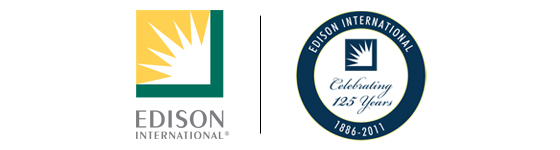 EDISON
INTERNATIONAL®
EDISON INTERNATIONAL
Celebrating
125 Years
1886-2011